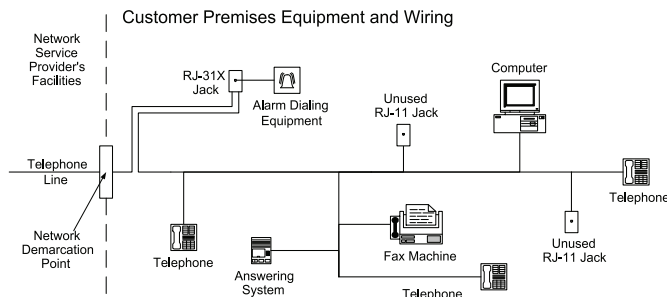 Customer Premises Equipment and Wiring
Network
Service
Provider's
Facilities
RJ-31X
Jack
Alarm Dialing
Equipment
Unused
RJ-11 Jack
Computer
Telephone
Line
Network
Demarcation
Point
Telephone
Answering
System
Fax Machine
Telephone
Unused
RJ-11 Jack
Telephone